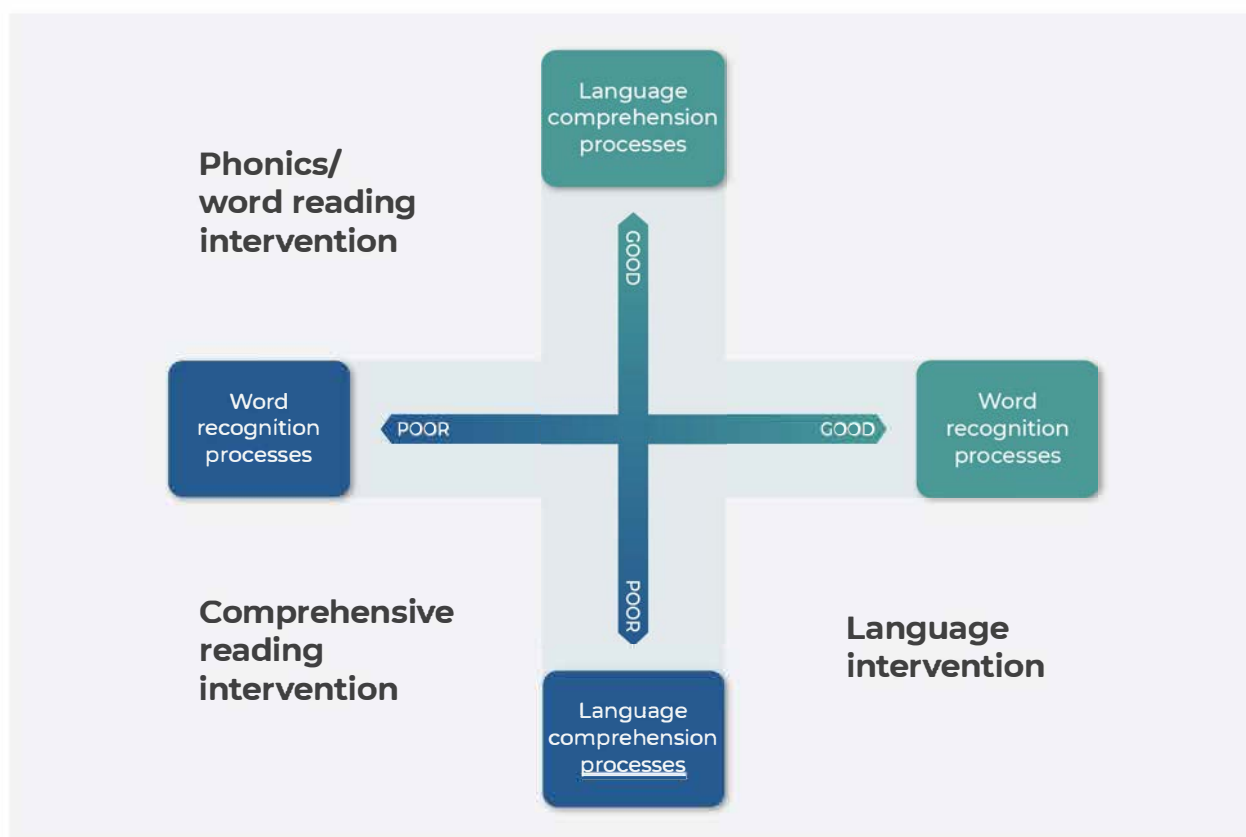 Language
comprehension
processes
Phonics/
word reading
intervention
GOOD
Word
recognition
processes
POOR
GOOD
Word
recognition
processes
POOR
Comprehensive
reading
intervention
Language
intervention
Language
comprehension
processes